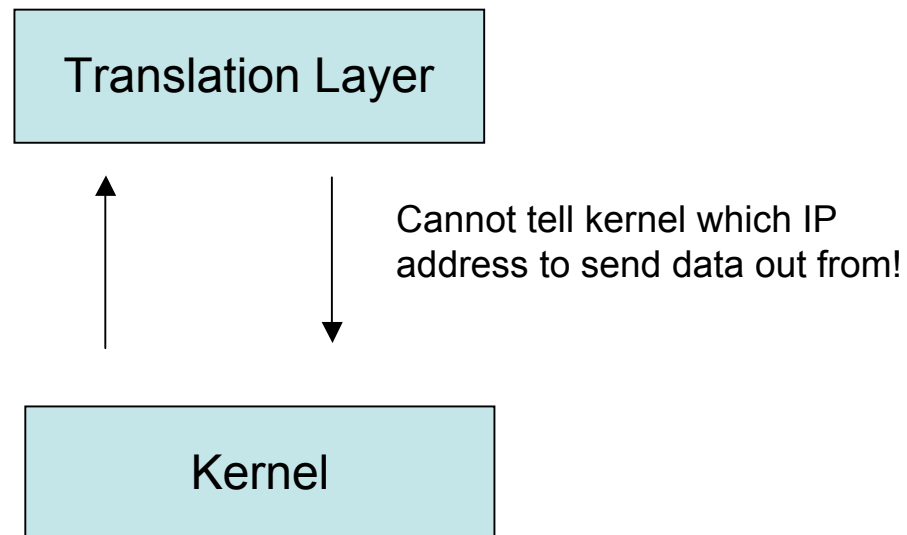 Translation Layer
Cannot tell kernel which IP
address to send data out from!
Kernel